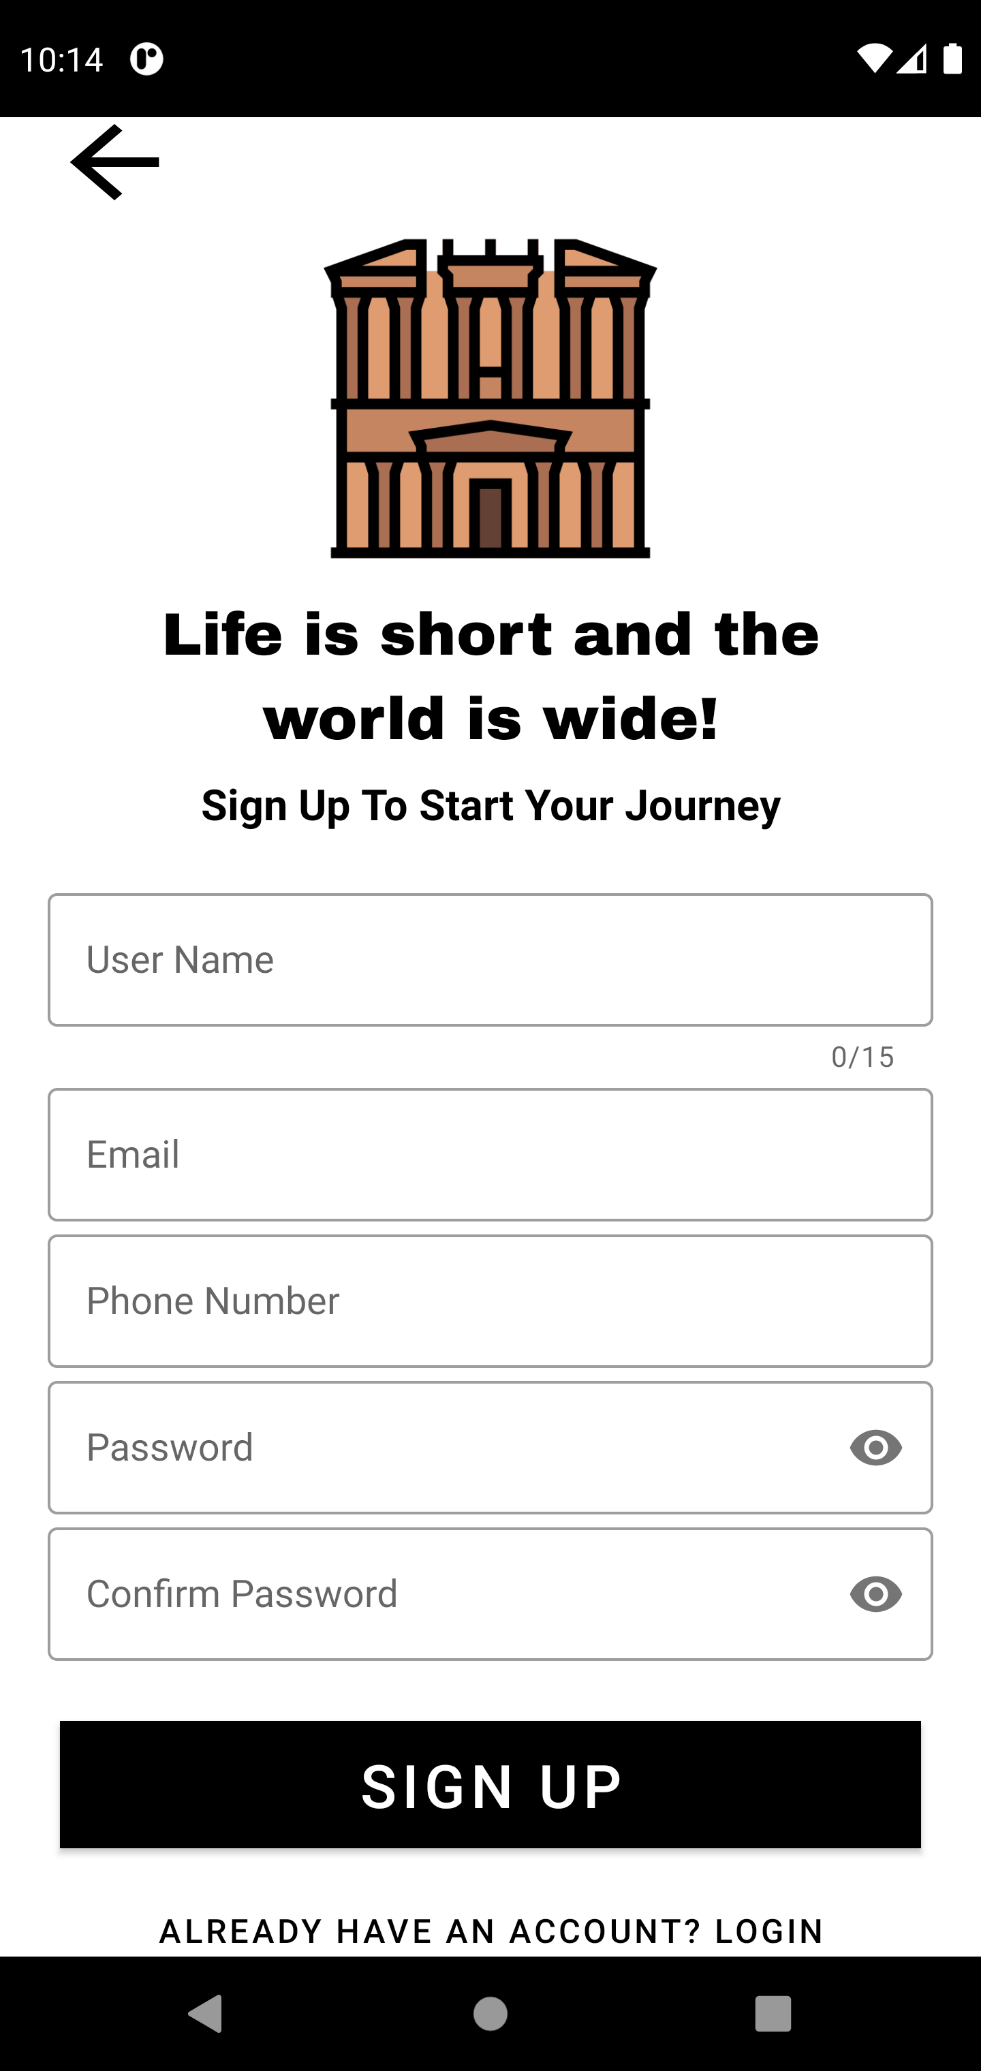 10:14
Life is short and the
world is wide!
Sign Up To Start Your Journey
User Name
0/15
Email
Phone Number
Password
Confirm Password
SIGN UP
ALREADY HAVE AN ACCOUNT? LOGIN